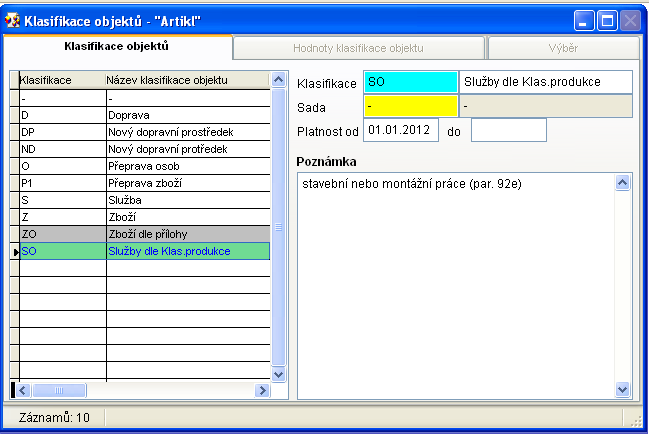 Klasifikace objektů - "Artikl"
Klasifikace objektů Hodnoty klasifikace objektu Výběr
Klasifikace Název klasifikace objektu
- -
D Doprava
DP Nový dopravní prostředek
ND Nový dopravní protředek
O Přeprava osob
P1 Přeprava zboží
S Služba
Z Zboží
ZO Zboží dle přílohy
SO Služby dle Klas.produkce
Klasifikace SO Služby dle Klas.produkce
Sada - -
Platnost od 01.01.2012 do
Poznámka
stavební nebo montážní práce (par. 92e)
Záznamů: 10